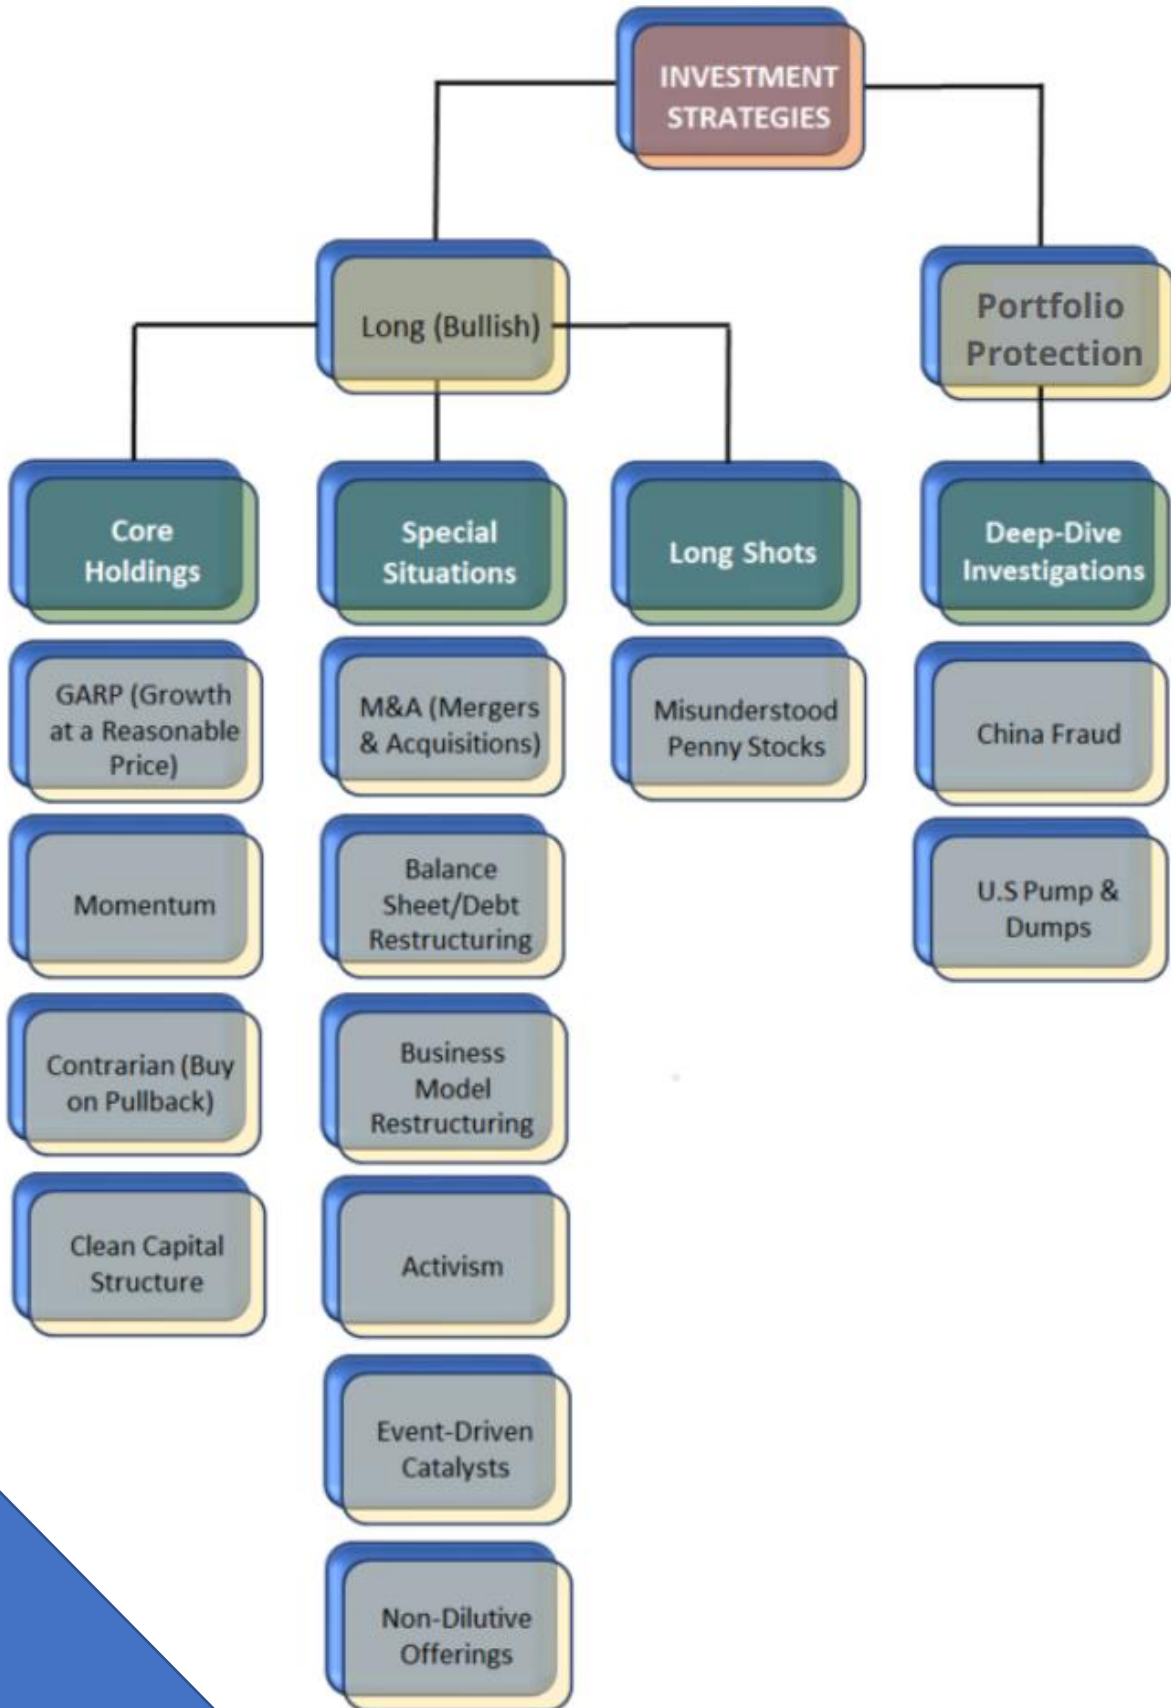 INVESTMENT
STRATEGIES
Long (Bullish)
Portfolio
Protection
Core
Holdings
Special
Situations
Long Shots
Deep-Dive
Investigations
GARP (Growth
at a Reasonable
Price)
M&A (Mergers
& Acquisitions)
Misunderstood
Penny Stocks
China Fraud
Momentum
Balance
Sheet/Debt
Restructuring
U.S Pump &
Dumps
Contrarian (Buy
on Pullback)
Business
Model
Restructuring
Clean Capital
Structure
Activism
Event-Driven
Catalysts
Non-Dilutive
Offerings